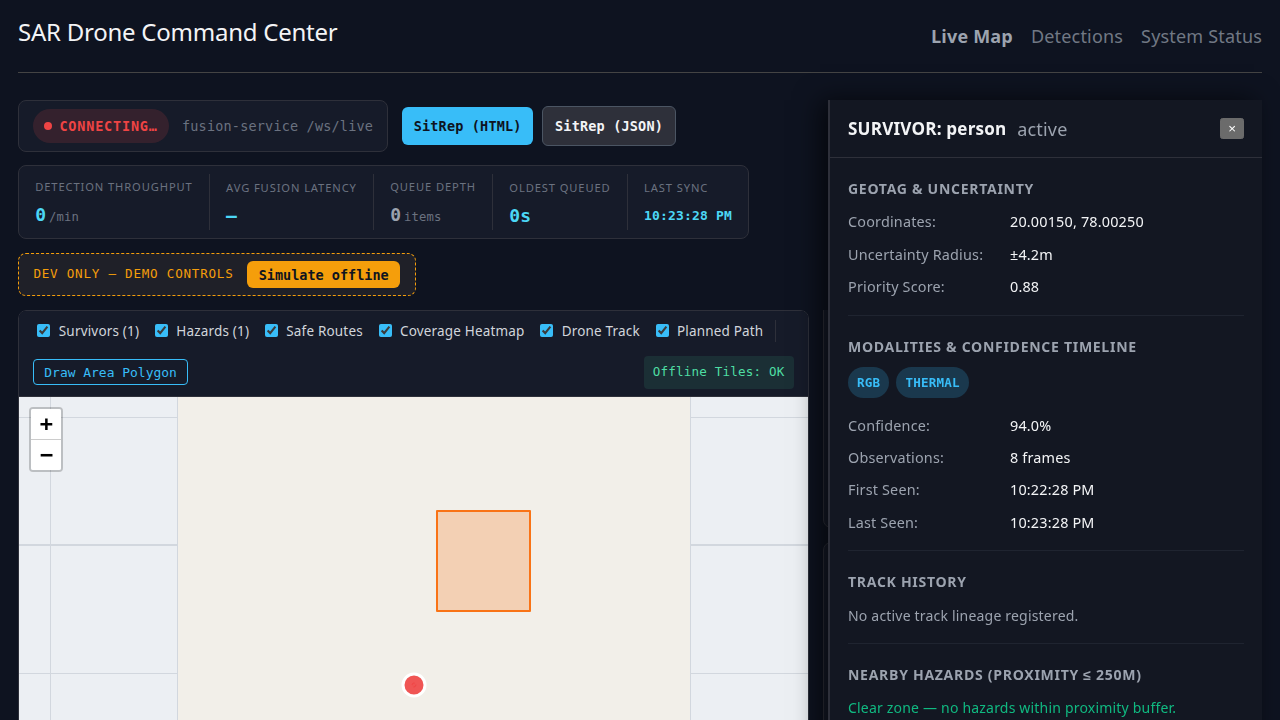 SAR Drone Command Center
Live Map
Detections
System Status
CONNECTING…
fusion-service /ws/live
SitRep (HTML)
SitRep (JSON)
DETECTION THROUGHPUT
0 /min
AVG FUSION LATENCY
—
QUEUE DEPTH
0 items
OLDEST QUEUED
0s
LAST SYNC
10:23:28 PM
DEV ONLY — DEMO CONTROLS
Simulate offline
Survivors (1)
Hazards (1)
Safe Routes
Coverage Heatmap
Drone Track
Planned Path
Draw Area Polygon
Offline Tiles: OK
+
−
SURVIVOR: person active
×
GEOTAG & UNCERTAINTY
Coordinates: 20.00150, 78.00250
Uncertainty Radius: ±4.2m
Priority Score: 0.88
MODALITIES & CONFIDENCE TIMELINE
RGB
THERMAL
Confidence: 94.0%
Observations: 8 frames
First Seen: 10:22:28 PM
Last Seen: 10:23:28 PM
TRACK HISTORY
No active track lineage registered.
NEARBY HAZARDS (PROXIMITY ≤ 250M)
Clear zone — no hazards within proximity buffer.